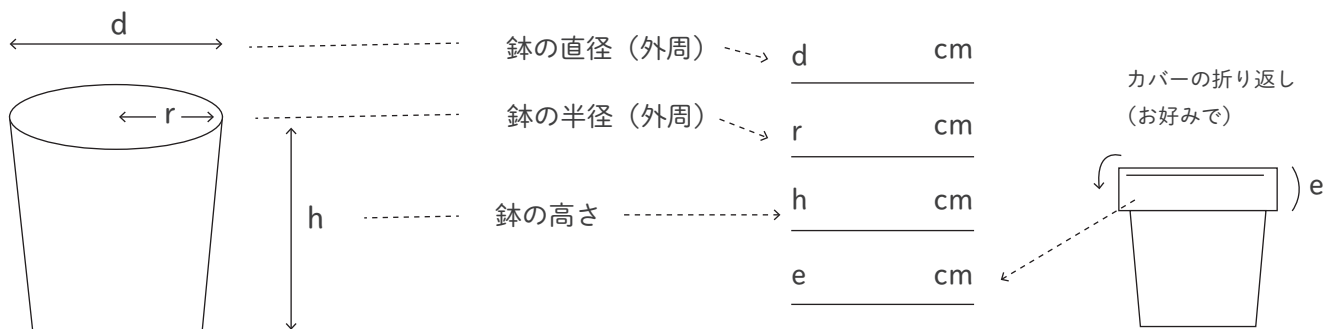 d
鉢の直径（外周）
d cm
カバーの折り返し
（お好みで）
r
鉢の半径（外周）
r cm
h
鉢の高さ
h cm
e
e cm